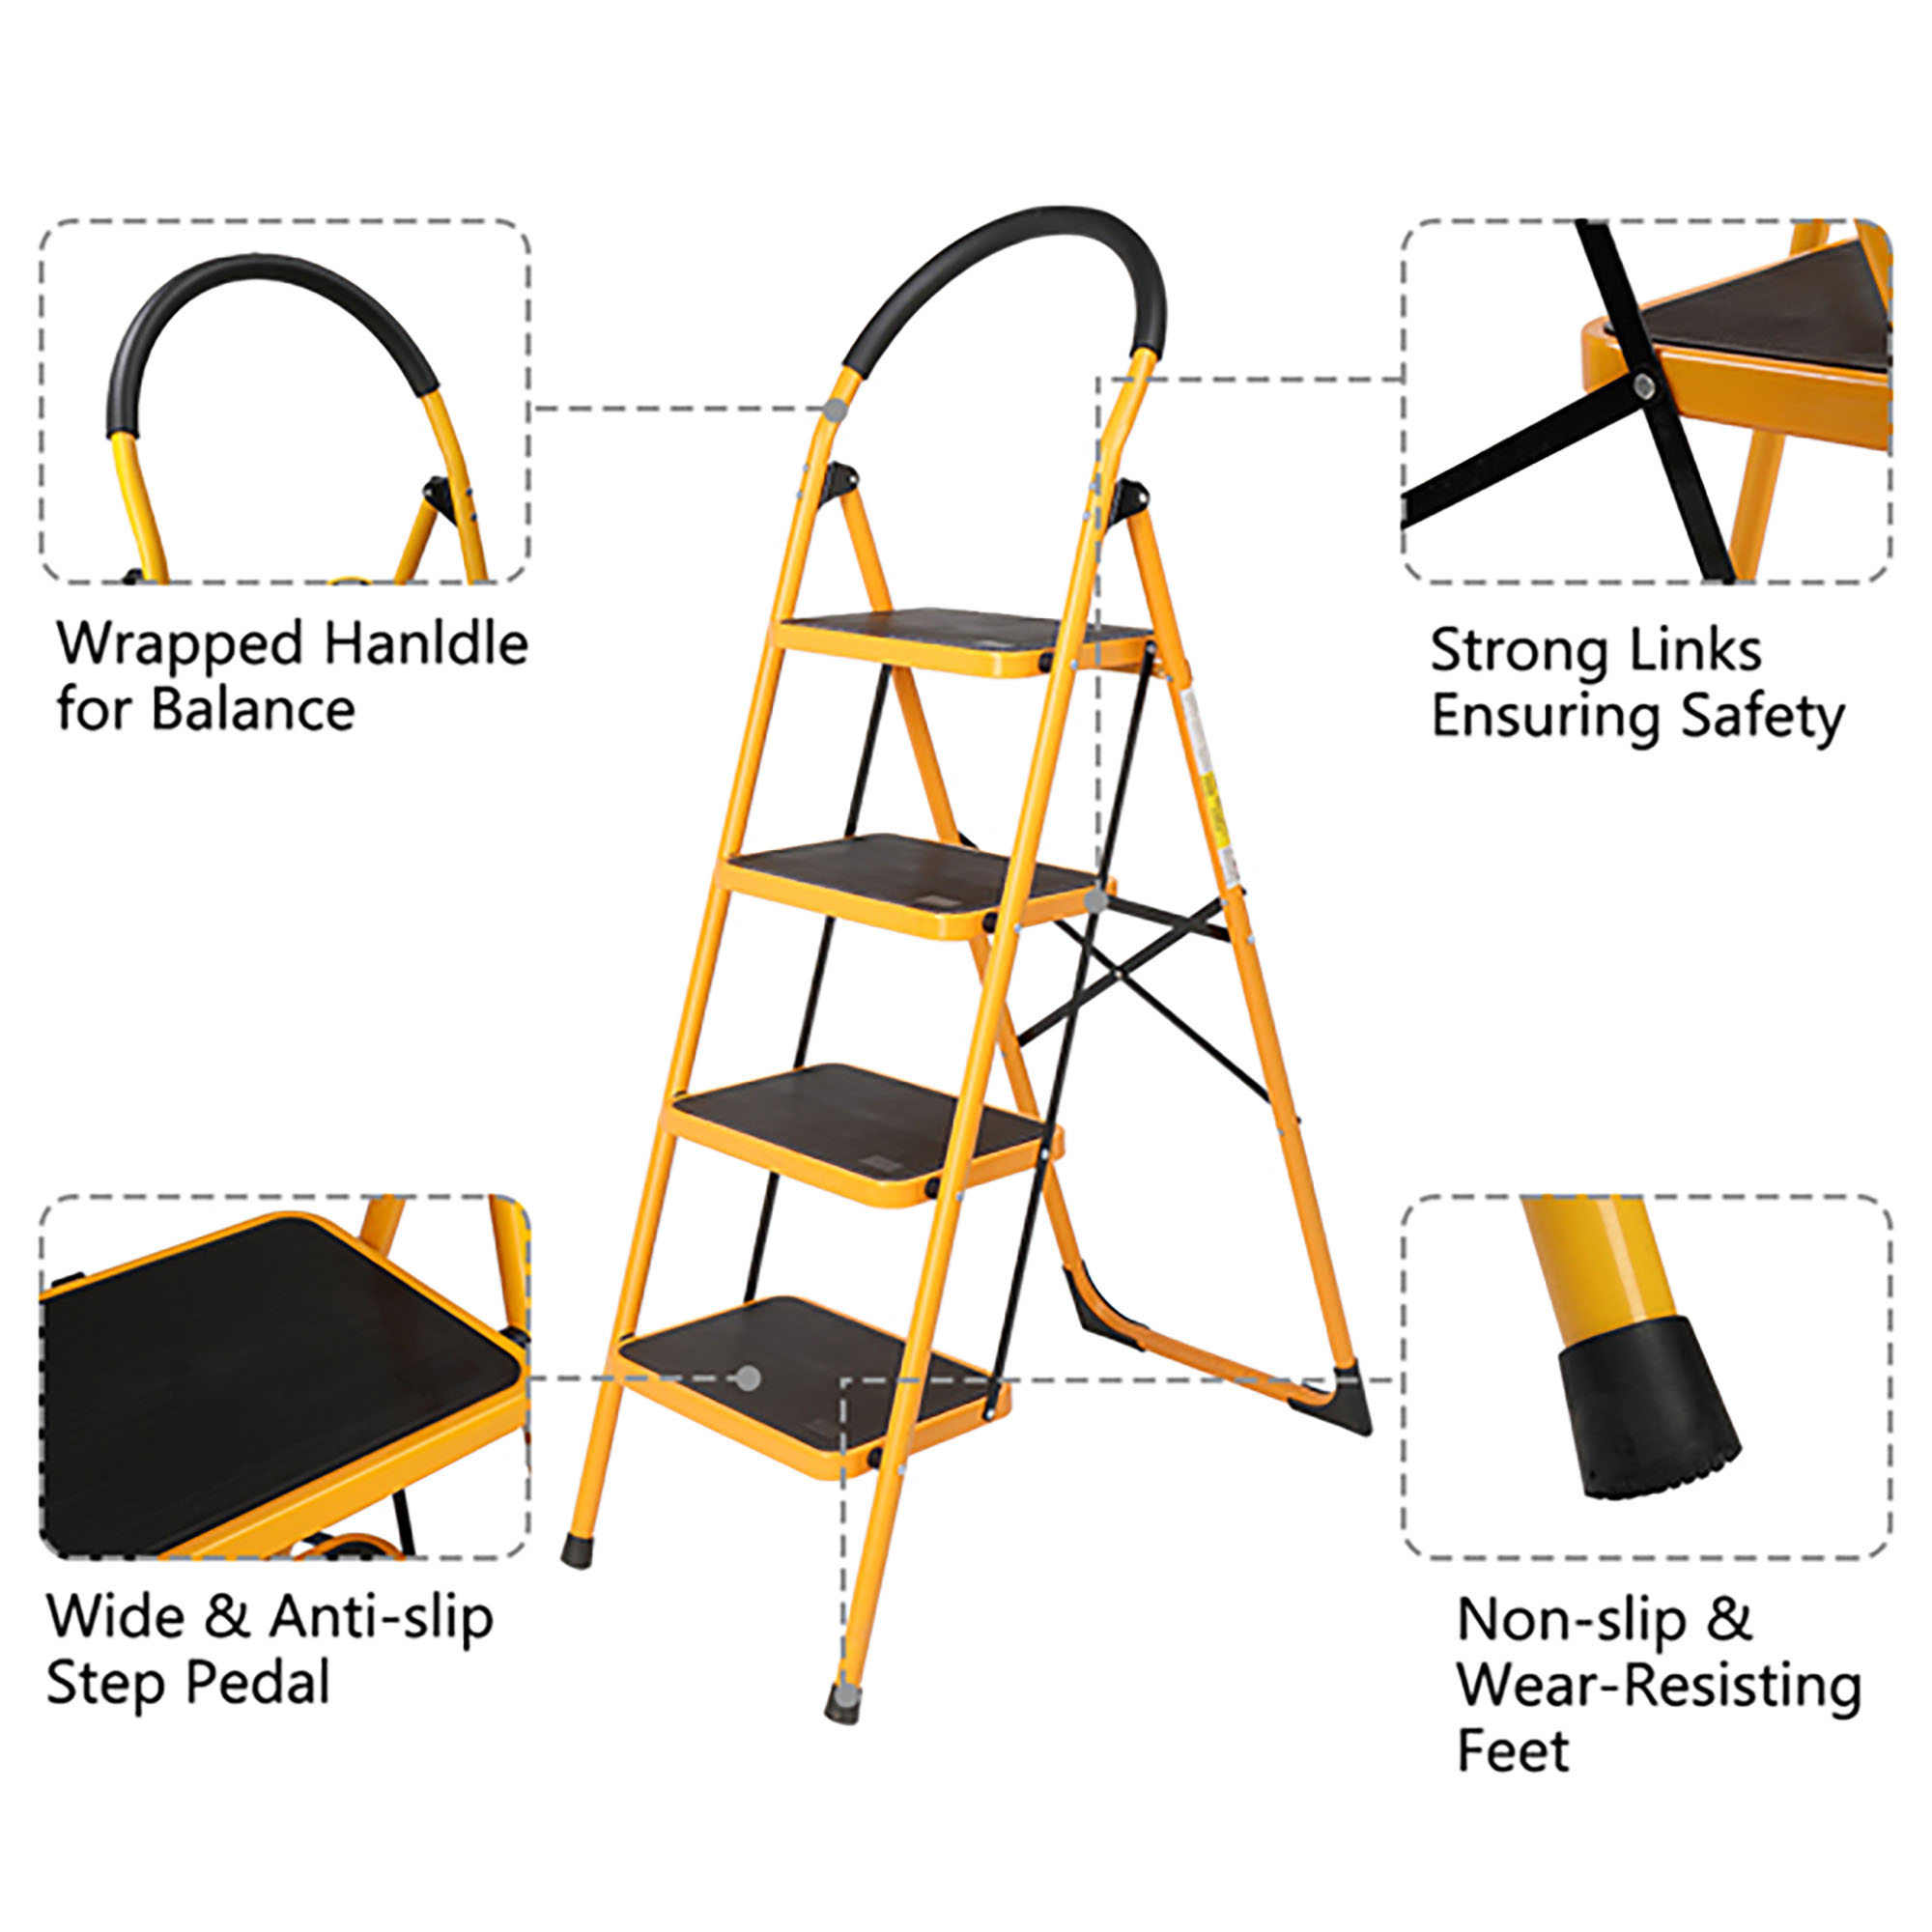 Wrapped Hanldle
for Balance
Strong Links
Ensuring Safety
Wide & Anti-slip
Step Pedal
Non-slip &
Wear-Resisting
Feet